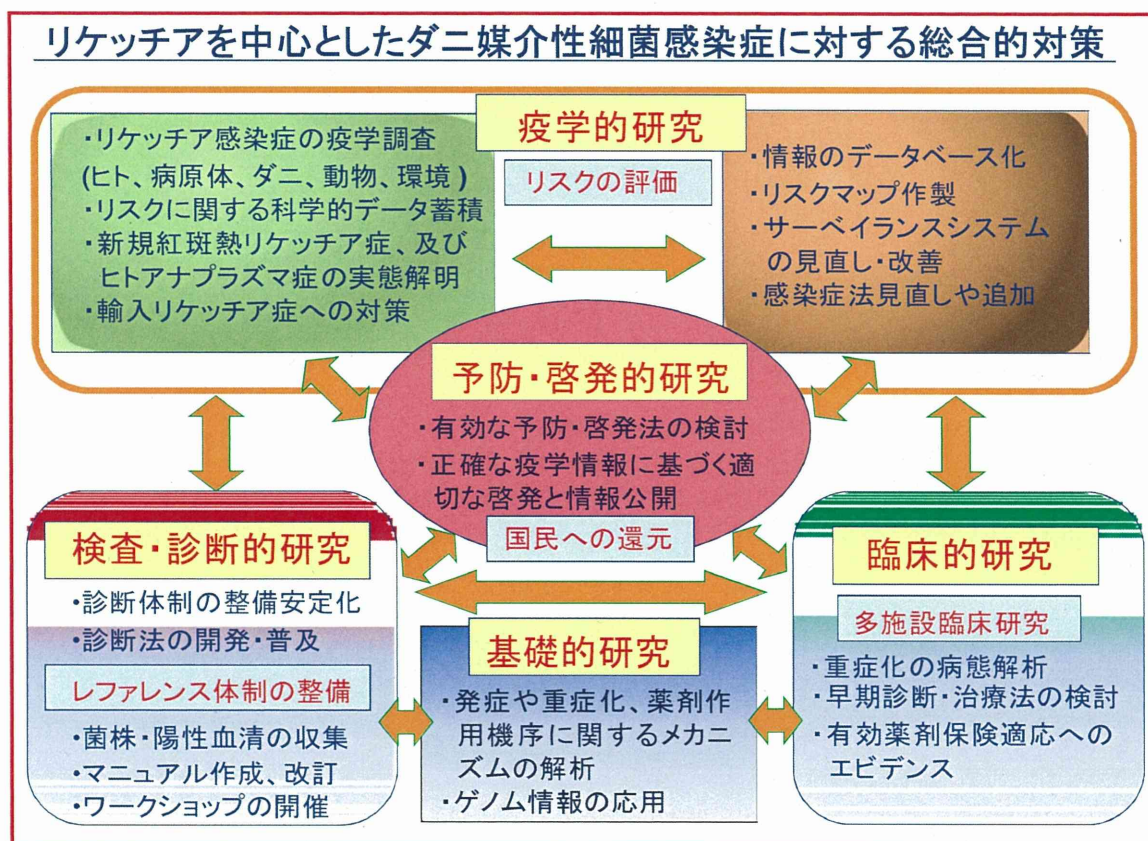 リケッチアを中心としたダニ媒介性細菌感染症に対する総合的対策
疫学的研究
リスクの評価
・リケッチア感染症の疫学調査
(ヒト、病原体、ダニ、動物、環境)
・リスクに関する科学的データ蓄積
・新規紅斑熱リケッチア症、及び
ヒトアナプラズマ症の実態解明
・輸入リケッチア症への対策
・情報のデータベース化
・リスクマップ作製
・サーベイランスシステム
の見直し・改善
・感染症法見直しや追加
予防・啓発的研究
・有効な予防・啓発法の検討
・正確な疫学情報に基づく適
切な啓発と情報公開
国民への還元
検査・診断的研究
・診断体制の整備安定化
・診断法の開発・普及
レファレンス体制の整備
・菌株・陽性血清の収集
・マニュアル作成、改訂
・ワークショップの開催
基礎的研究
・発症や重症化、薬剤作
用機序に関するメカニ
ズムの解析
・ゲノム情報の応用
臨床的研究
多施設臨床研究
・重症化の病態解析
・早期診断・治療法の検討
・有効薬剤保険適応への
エビデンス